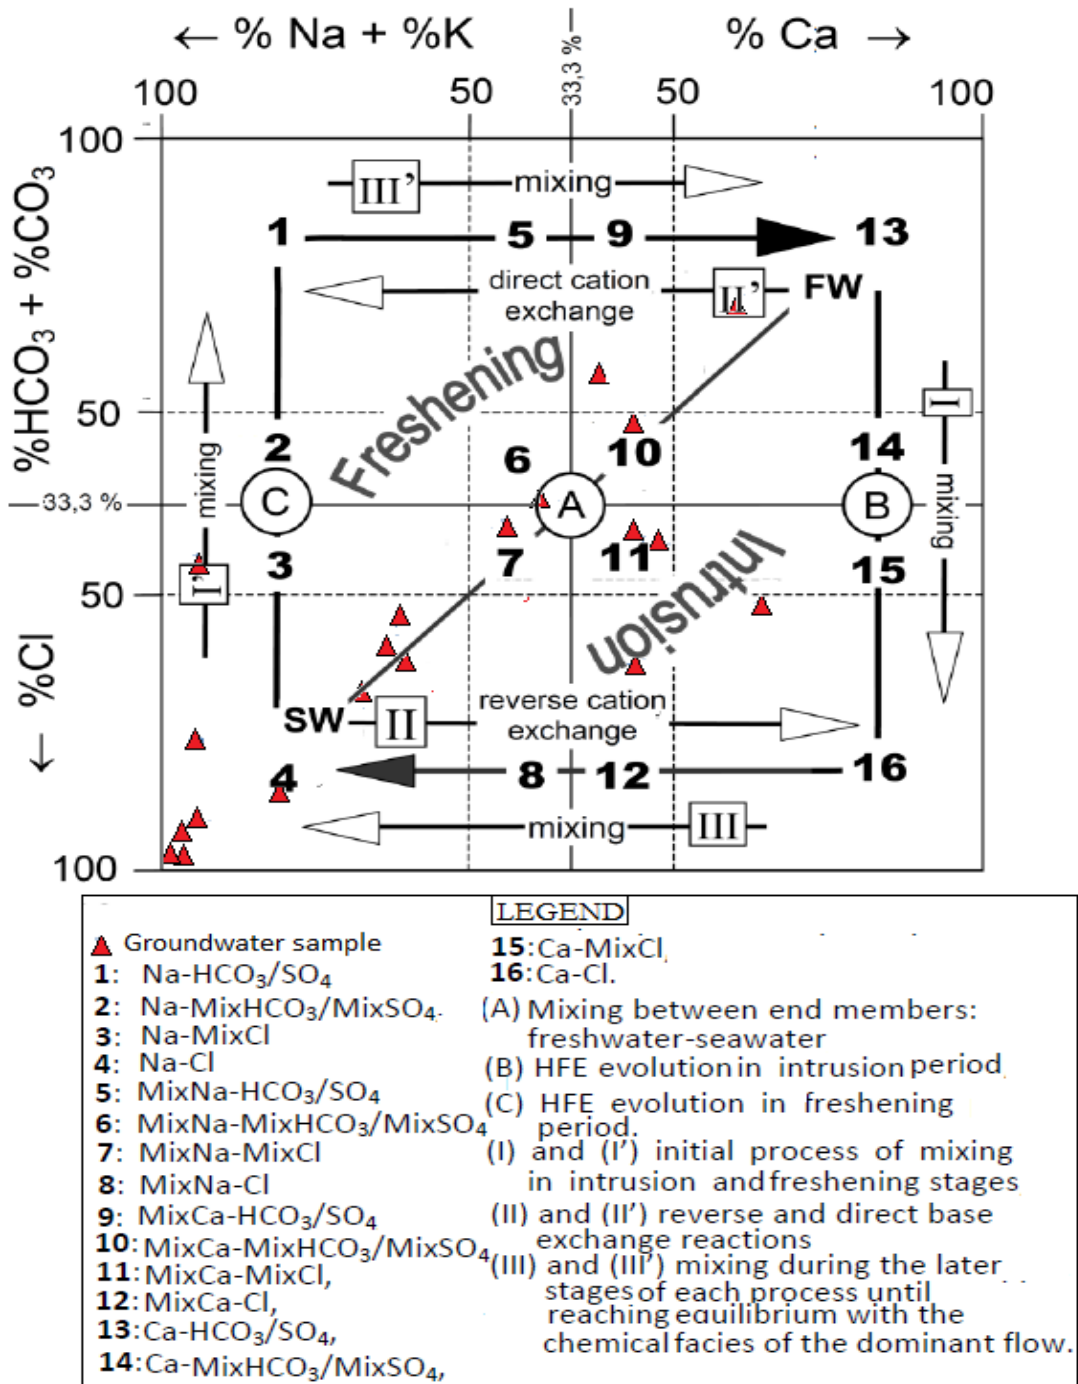 ← % Na + %K
33,3 %
% Ca →
100
50
50
100
100
%HCO₃ + %CO₃
III’
mixing
1
5
9
13
direct cation
exchange
II’
FW
Freshening
50
I
2
6
10
14
mixing
C
A
B
33,3 %
mixing
3
7
11
15
I’
50
Intrusion
← %Cl
SW
II
reverse cation
exchange
4
8
12
16
mixing
III
100
LEGEND
Groundwater sample
1: Na-HCO₃/SO₄
2: Na-MixHCO₃/MixSO₄.
3: Na-MixCl
4: Na-Cl
5: MixNa-HCO₃/SO₄
6: MixNa-MixHCO₃/MixSO₄
7: MixNa-MixCl
8: MixNa-Cl
9: MixCa-HCO₃/SO₄
10: MixCa-MixHCO₃/MixSO₄
11: MixCa-MixCl,
12: MixCa-Cl,
13: Ca-HCO₃/SO₄,
14: Ca-MixHCO₃/MixSO₄,
15: Ca-MixCl,
16: Ca-Cl.
(A) Mixing between end members:
freshwater-seawater
(B) HFE evolution in intrusion period
(C) HFE evolution in freshening
period.
(I) and (I’) initial process of mixing
in intrusion and freshening stages
(II) and (II’) reverse and direct base
exchange reactions
(III) and (III’) mixing during the later
stages of each process until
reaching equilibrium with the
chemical facies of the dominant flow.